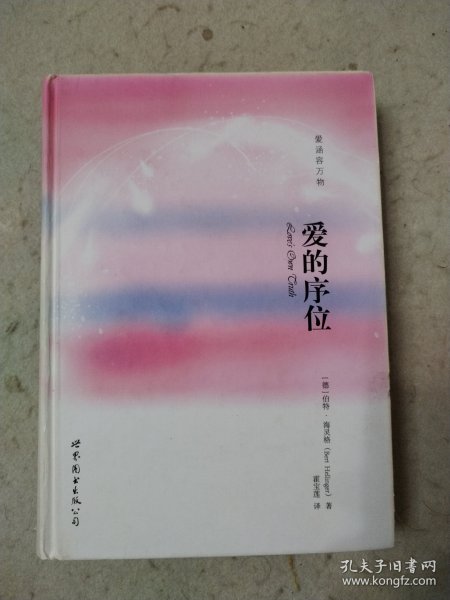 爱涵容万物
爱的序位
Love's Own Truths
[德]伯特·海灵格(Bert Hellinger) 著
霍宝莲 译
世界图书出版公司
孔夫子旧书网
www.kongfz.com